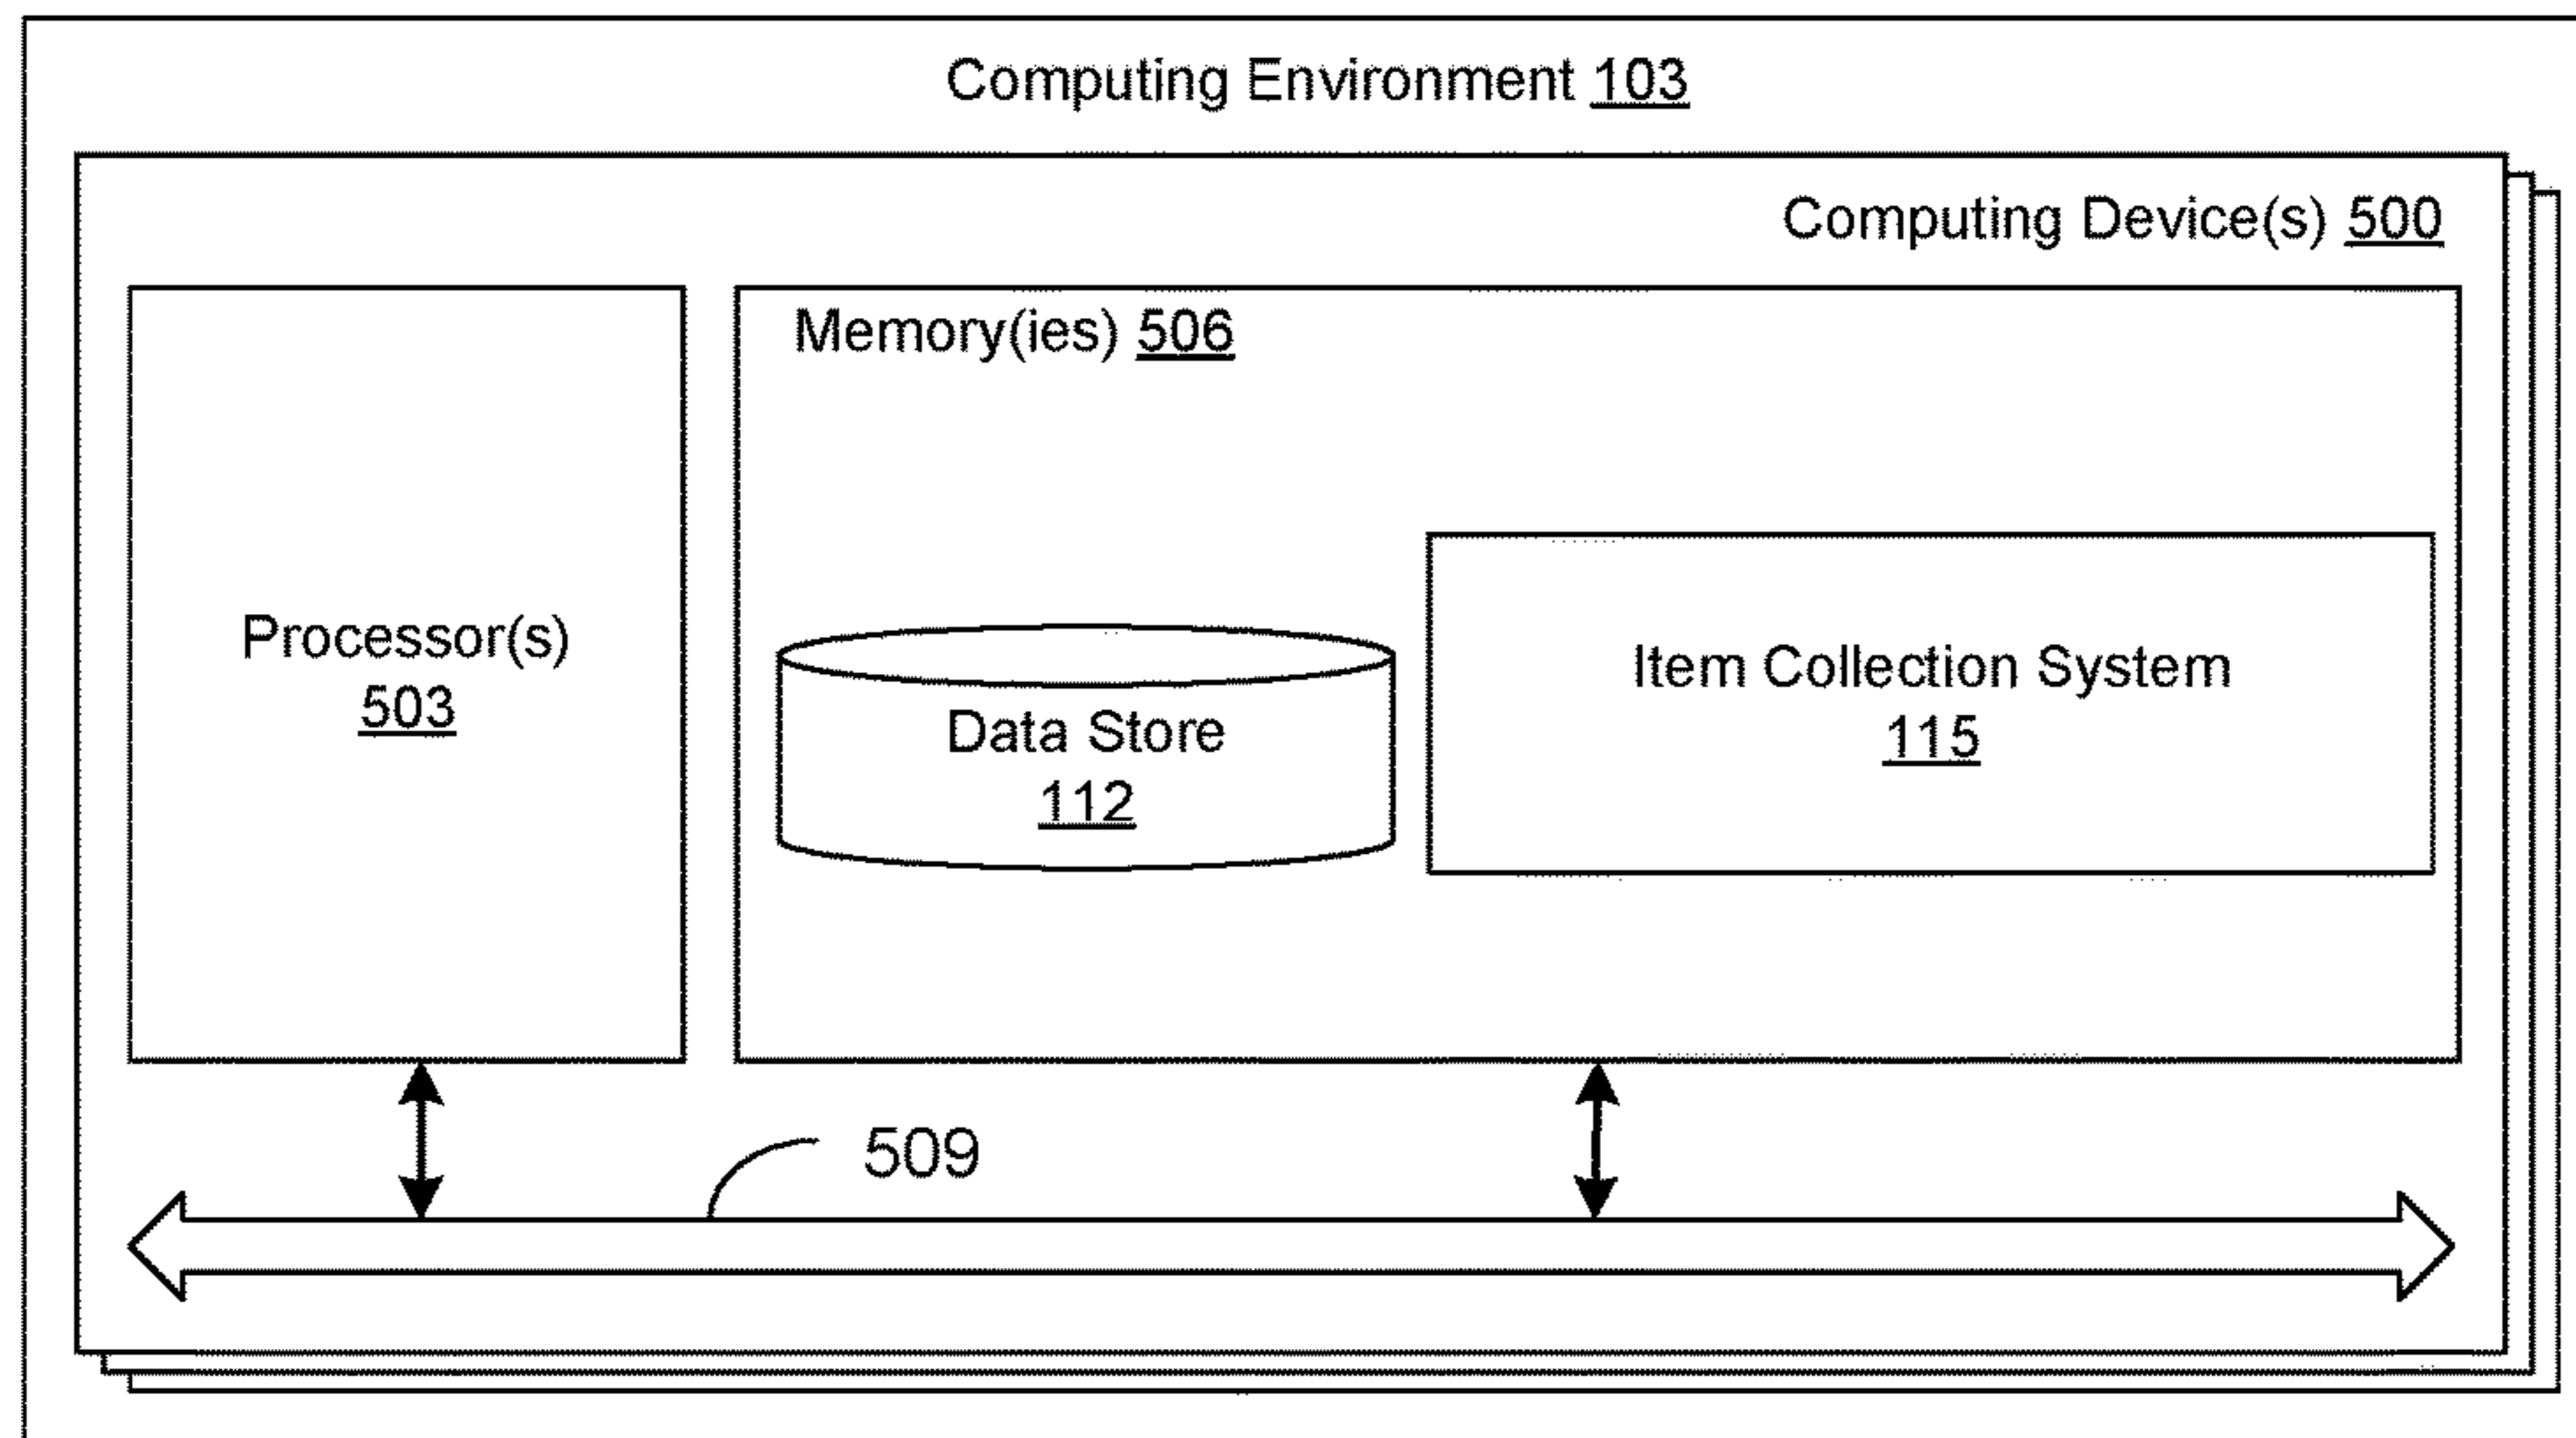 Computing Environment 103
Computing Device(s) 500
Memory(ies) 506
Processor(s)
503
Data Store
112
Item Collection System
115
509